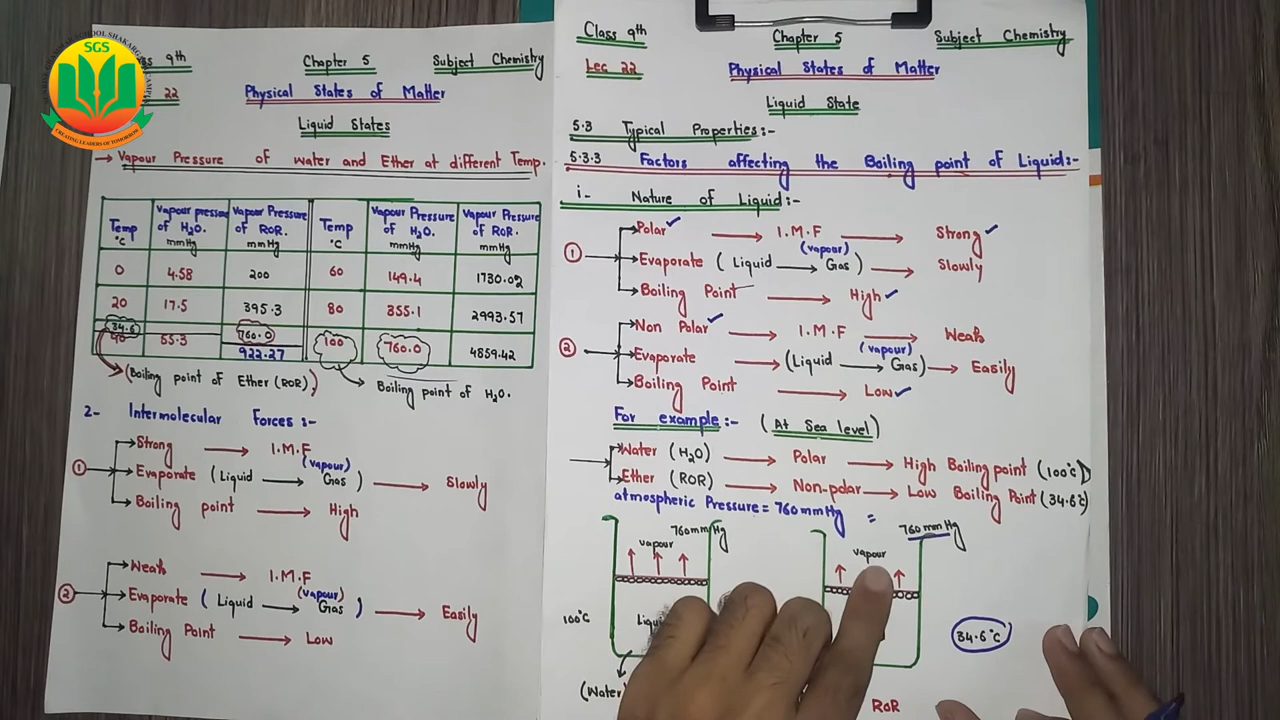 SGS
CREATING LEADERS OF TOMORROW
9th Chapter 5 Subject Chemistry
22 Physical States of Matter
Liquid States
→ Vapour Pressure of water and Ether at different Temp.
Temp °C Vapour pressure of H₂O. mmHg Vapour Pressure of ROR. mmHg Temp °C Vapour Pressure of H₂O. mmHg Vapour Pressure of ROR. mmHg
0 4.58 200 60 149.4 1730.02
20 17.5 395.3 80 355.1 2993.57
34.6 760.0
40 55.3 922.27 100 760.0 4859.42
(Boiling point of Ether (ROR)) Boiling point of H₂O.
2- Intermolecular Forces:-
Strong → I.M.F
① Evaporate (Liquid → Gas (vapour)) → Slowly
Boiling point → High
Weak → I.M.F
② Evaporate (Liquid → Gas (vapour)) → Easily
Boiling Point → Low
Class 9th Chapter 5 Subject Chemistry
Lec 22 Physical States of Matter
Liquid State
5.3 Typical Properties:-
5.3.3 Factors affecting the Boiling point of Liquid:-
i- Nature of Liquid:-
Polar ✓ → I.M.F → Strong ✓
① Evaporate (Liquid → Gas (vapour)) → Slowly
Boiling Point → High ✓
Non Polar ✓ → I.M.F → Weak
② Evaporate → (Liquid → Gas (vapour)) → Easily
Boiling Point → Low ✓
For example:- (At Sea level)
Water (H₂O) → Polar → High Boiling point (100°C)
Ether (ROR) → Non-polar → Low Boiling Point (34.6°C)
atmospheric Pressure = 760 mmHg =
760mmHg 760 mmHg
vapour vapour
100°C 34.6°C
(Water
ROR